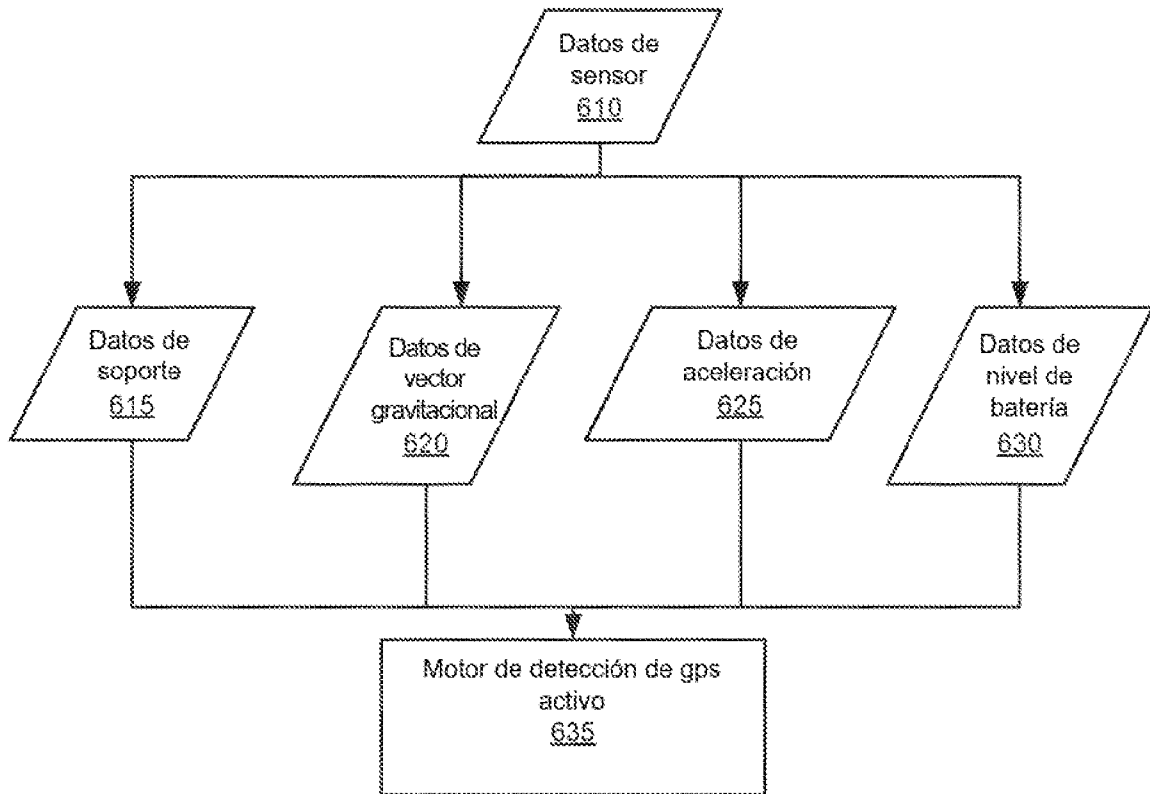 Datos de
sensor
610
Datos de
soporte
615
Datos de
vector
gravitacional
620
Datos de
aceleración
625
Datos de
nivel de
batería
630
Motor de detección de gps
activo
635